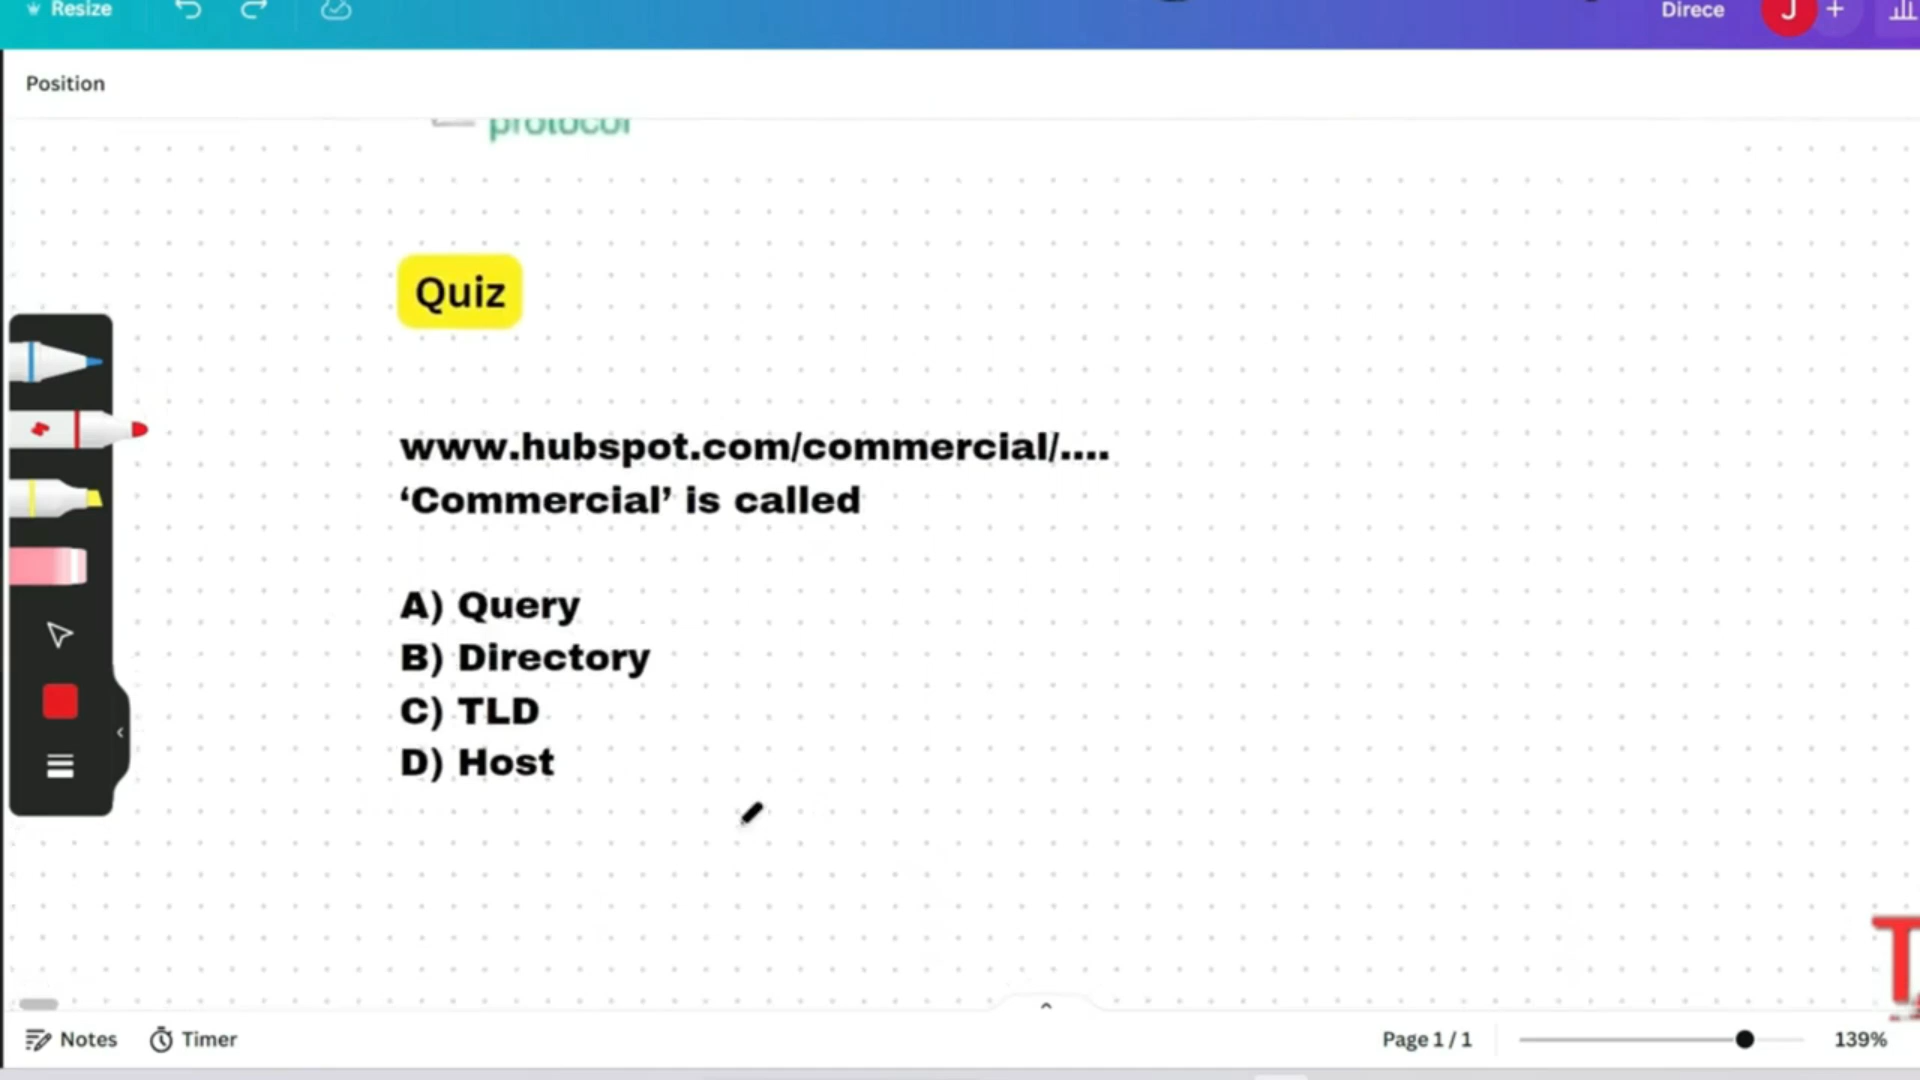 Resize
Direce
J
Position
protocol
Quiz
www.hubspot.com/commercial/....
‘Commercial’ is called
A) Query
B) Directory
C) TLD
D) Host
T
Notes
Timer
Page 1 / 1
139%